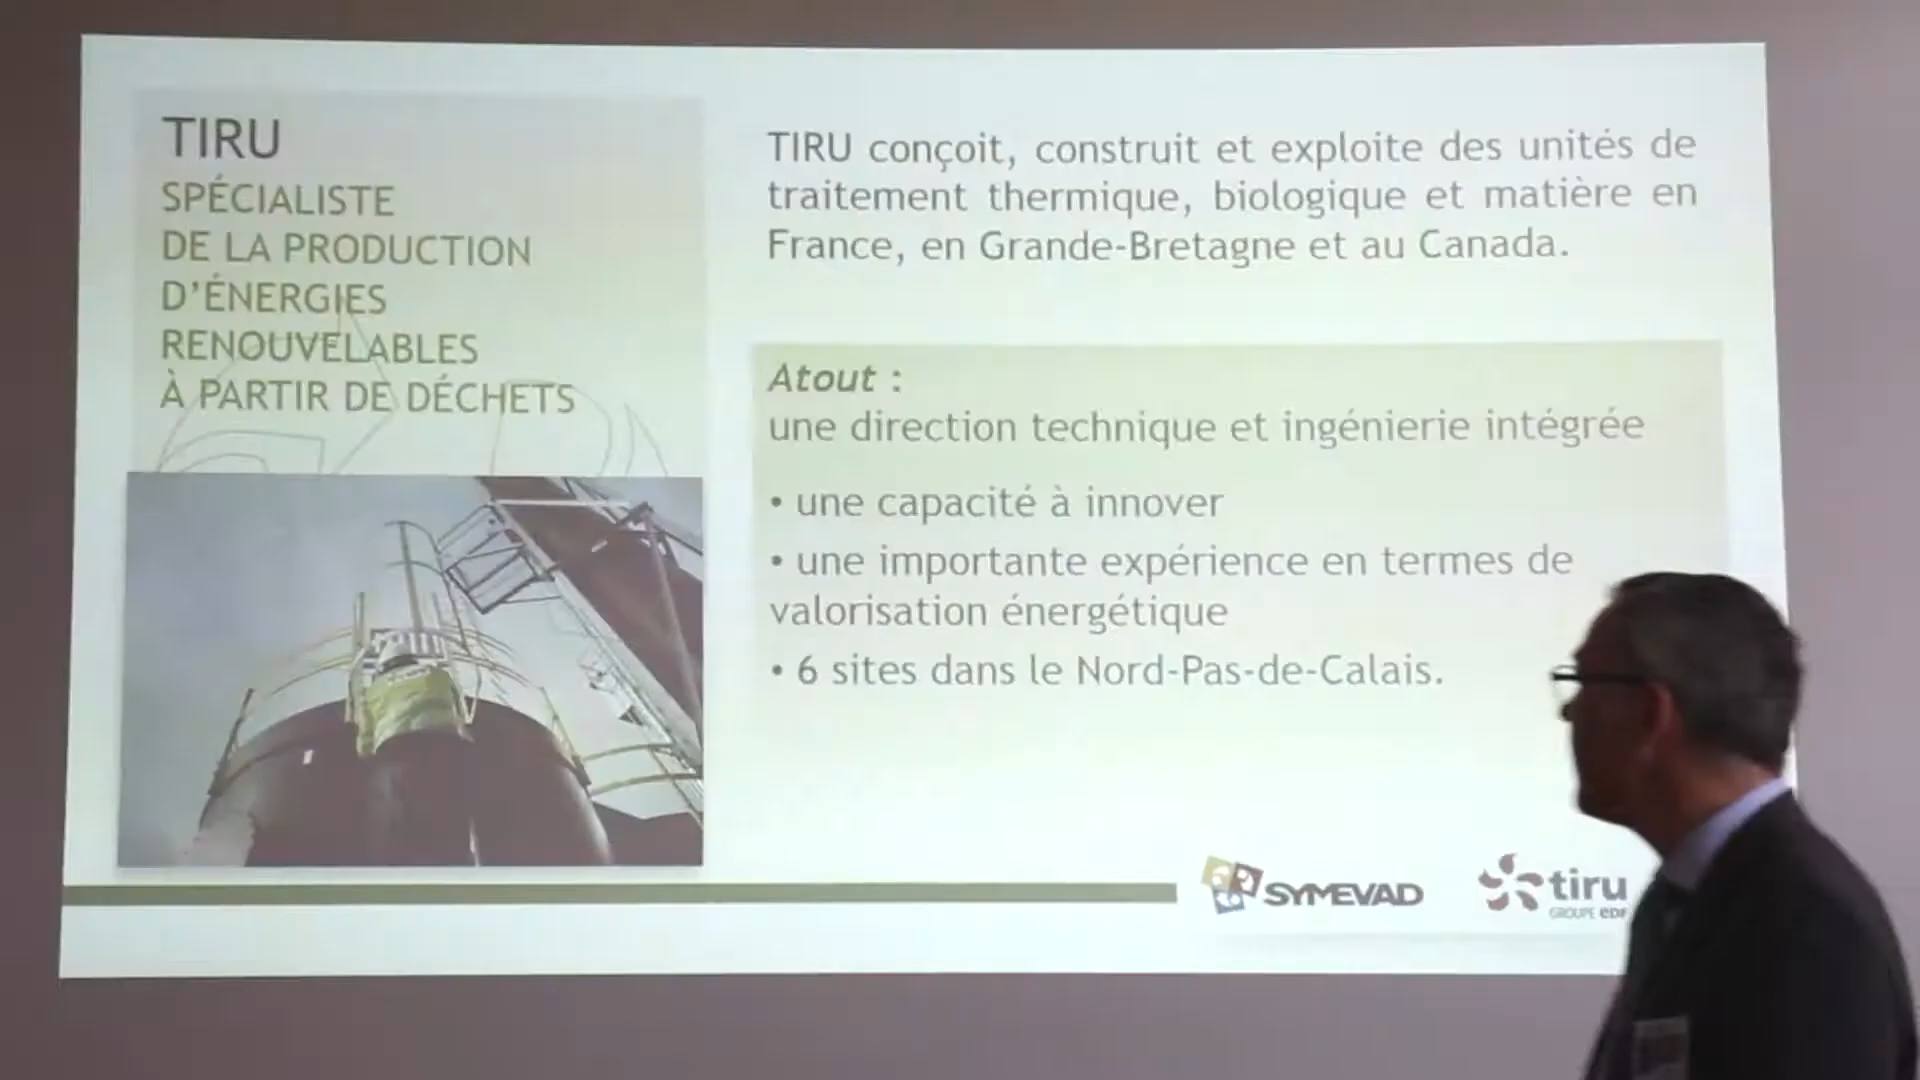 TIRU
SPÉCIALISTE
DE LA PRODUCTION
D'ÉNERGIES
RENOUVELABLES
À PARTIR DE DÉCHETS
TIRU conçoit, construit et exploite des unités de
traitement thermique, biologique et matière en
France, en Grande-Bretagne et au Canada.
Atout :
une direction technique et ingénierie intégrée
• une capacité à innover
• une importante expérience en termes de
valorisation énergétique
• 6 sites dans le Nord-Pas-de-Calais.
SYMEVAD
tiru
GROUPE EDF